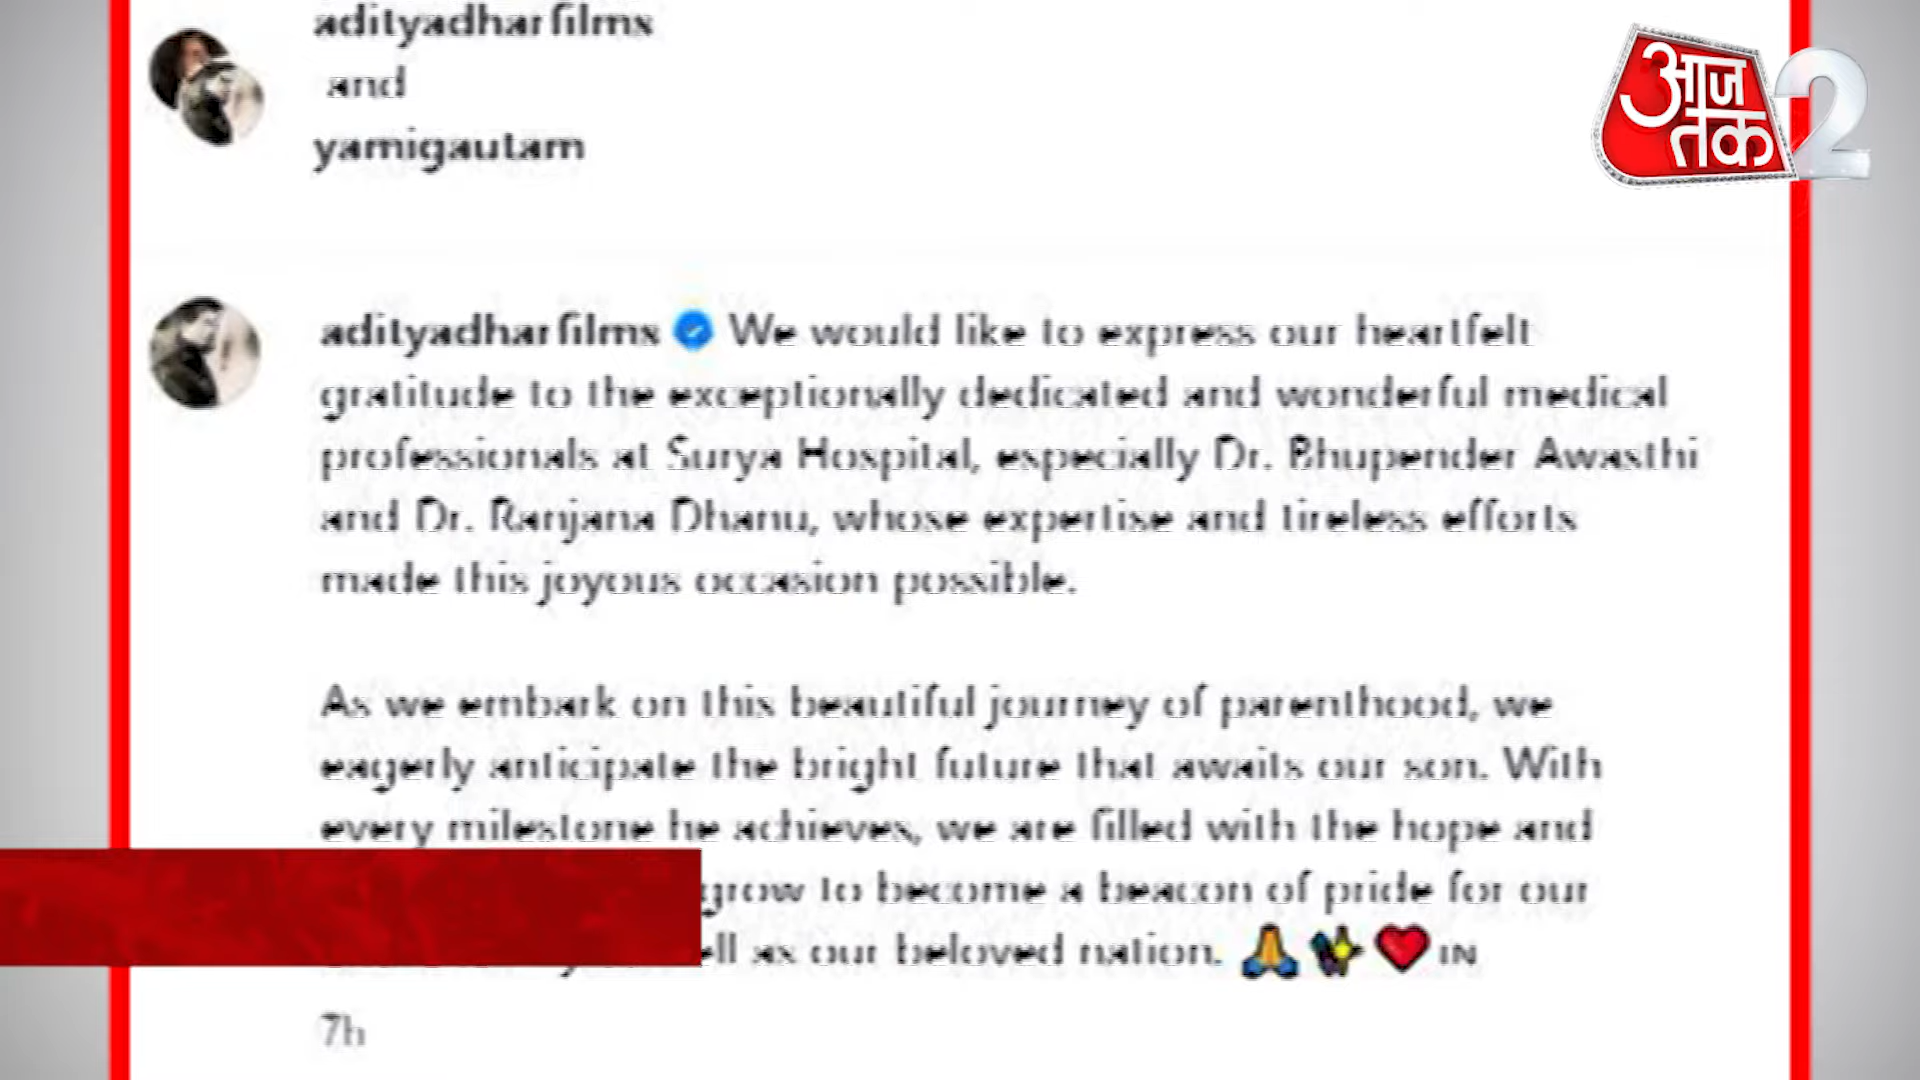 adityadharfilms
and
yamigautam
आज तक 2
adityadharfilms We would like to express our heartfelt
gratitude to the exceptionally dedicated and wonderful medical
professionals at Surya Hospital, especially Dr. Bhupender Awasthi
and Dr. Ranjana Dhanu, whose expertise and tireless efforts
made this joyous occasion possible.
As we embark on this beautiful journey of parenthood, we
eagerly anticipate the bright future that awaits our son. With
every milestone he achieves, we are filled with the hope and
grow to become a beacon of pride for our
as our beloved nation. 🙏✨❤️ IN
7h